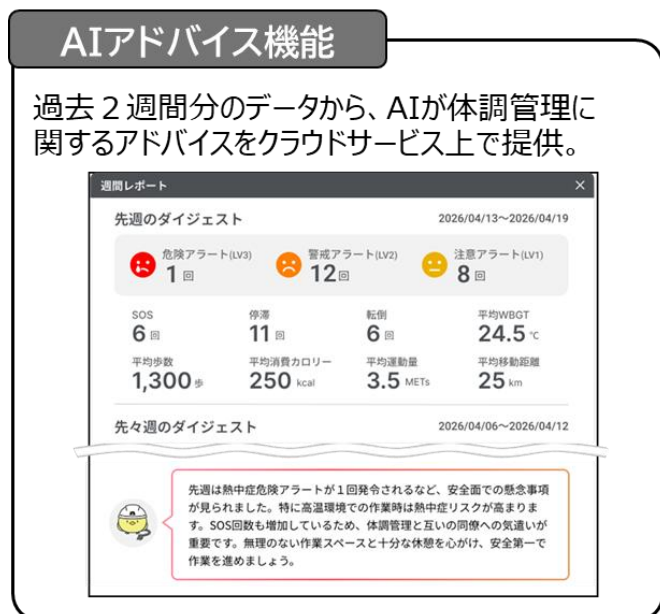 AIアドバイス機能
過去２週間分のデータから、AIが体調管理に
関するアドバイスをクラウドサービス上で提供。
週間レポート ×
先週のダイジェスト 2026/04/13～2026/04/19
危険アラート(LV3) 警戒アラート(LV2) 注意アラート(LV1)
1 回 12 回 8 回
SOS 停滞 転倒 平均WBGT
6 回 11 回 6 回 24.5 ℃
平均歩数 平均消費カロリー 平均運動量 平均移動距離
1,300 歩 250 kcal 3.5 METs 25 km
先々週のダイジェスト 2026/04/06～2026/04/12
先週は熱中症危険アラートが１回発令されるなど、安全面での懸念事項
が見られました。特に高温環境での作業時は熱中症リスクが高まりま
す。SOS回数も増加しているため、体調管理と互いの同僚への気遣いが
重要です。無理のない作業スペースと十分な休憩を心がけ、安全第一で
作業を進めましょう。